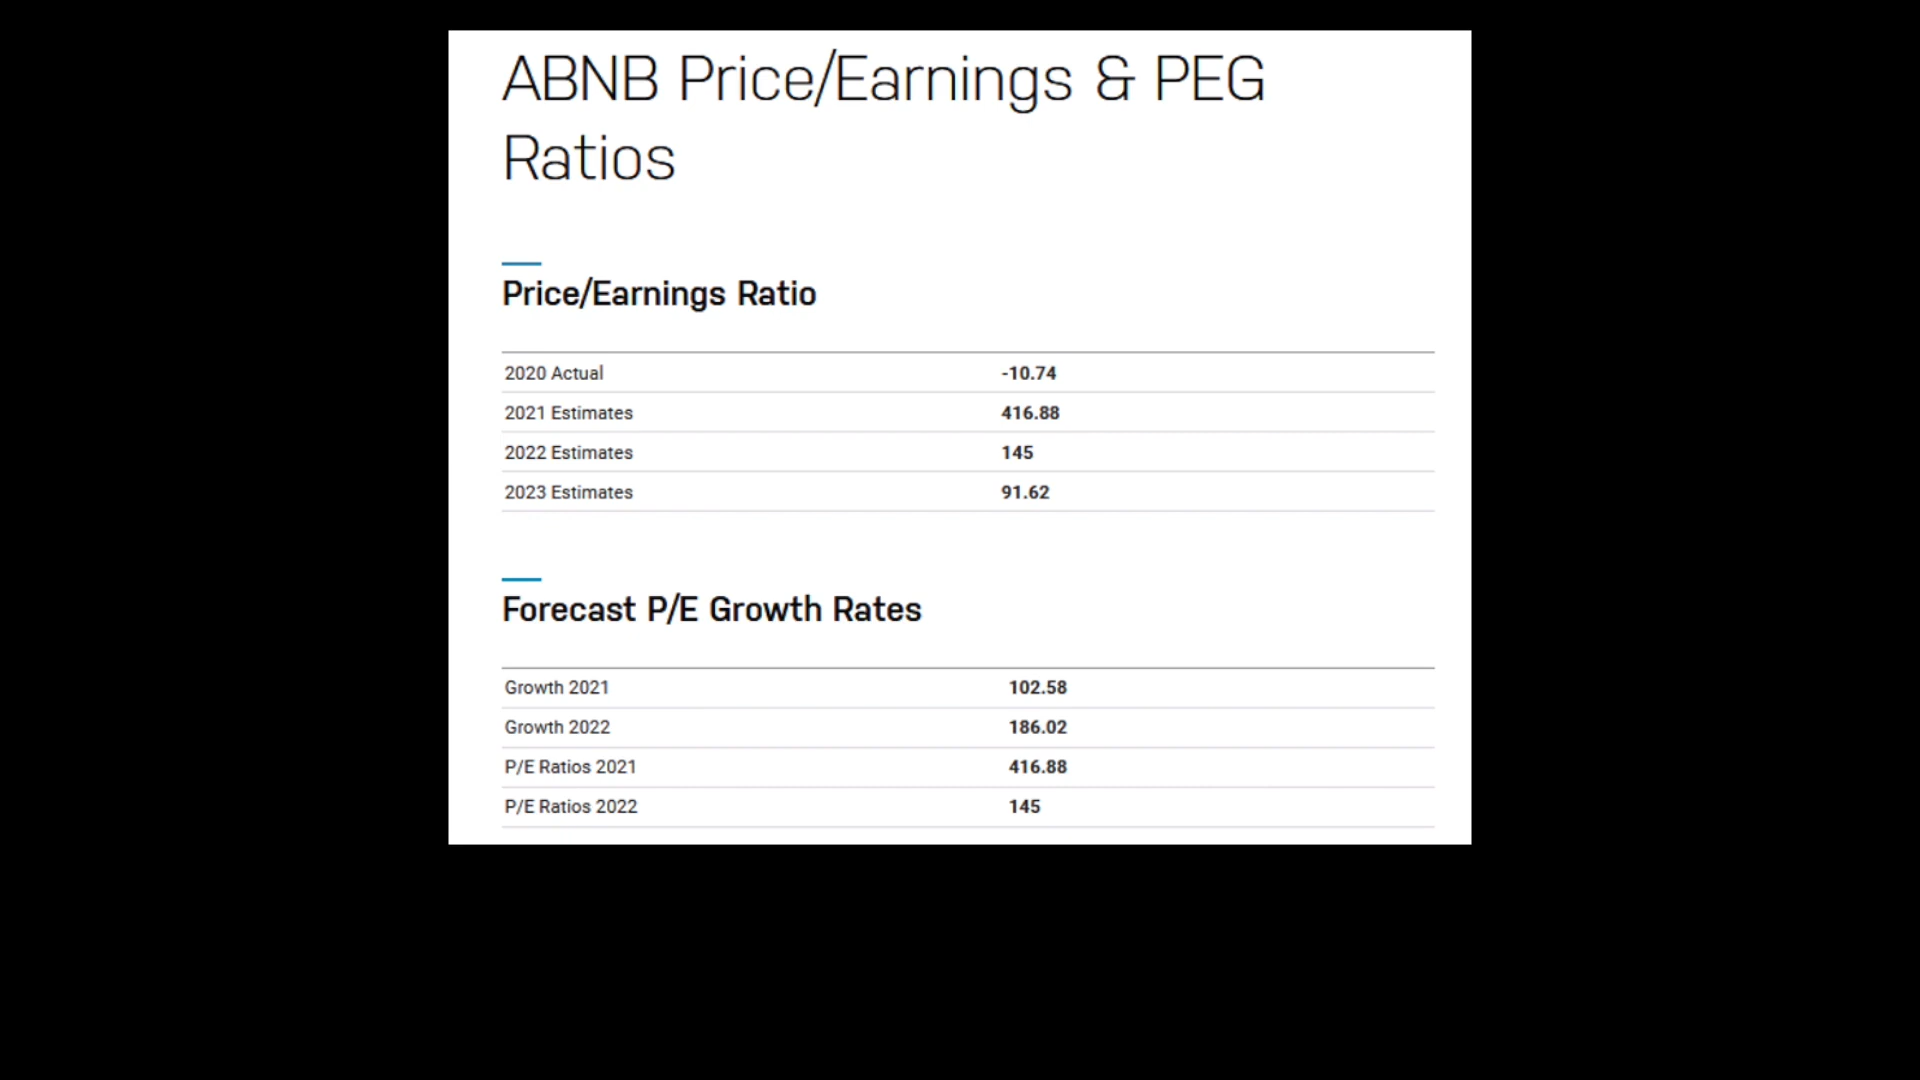 ABNB Price/Earnings & PEG
Ratios
Price/Earnings Ratio
2020 Actual -10.74
2021 Estimates 416.88
2022 Estimates 145
2023 Estimates 91.62
Forecast P/E Growth Rates
Growth 2021 102.58
Growth 2022 186.02
P/E Ratios 2021 416.88
P/E Ratios 2022 145